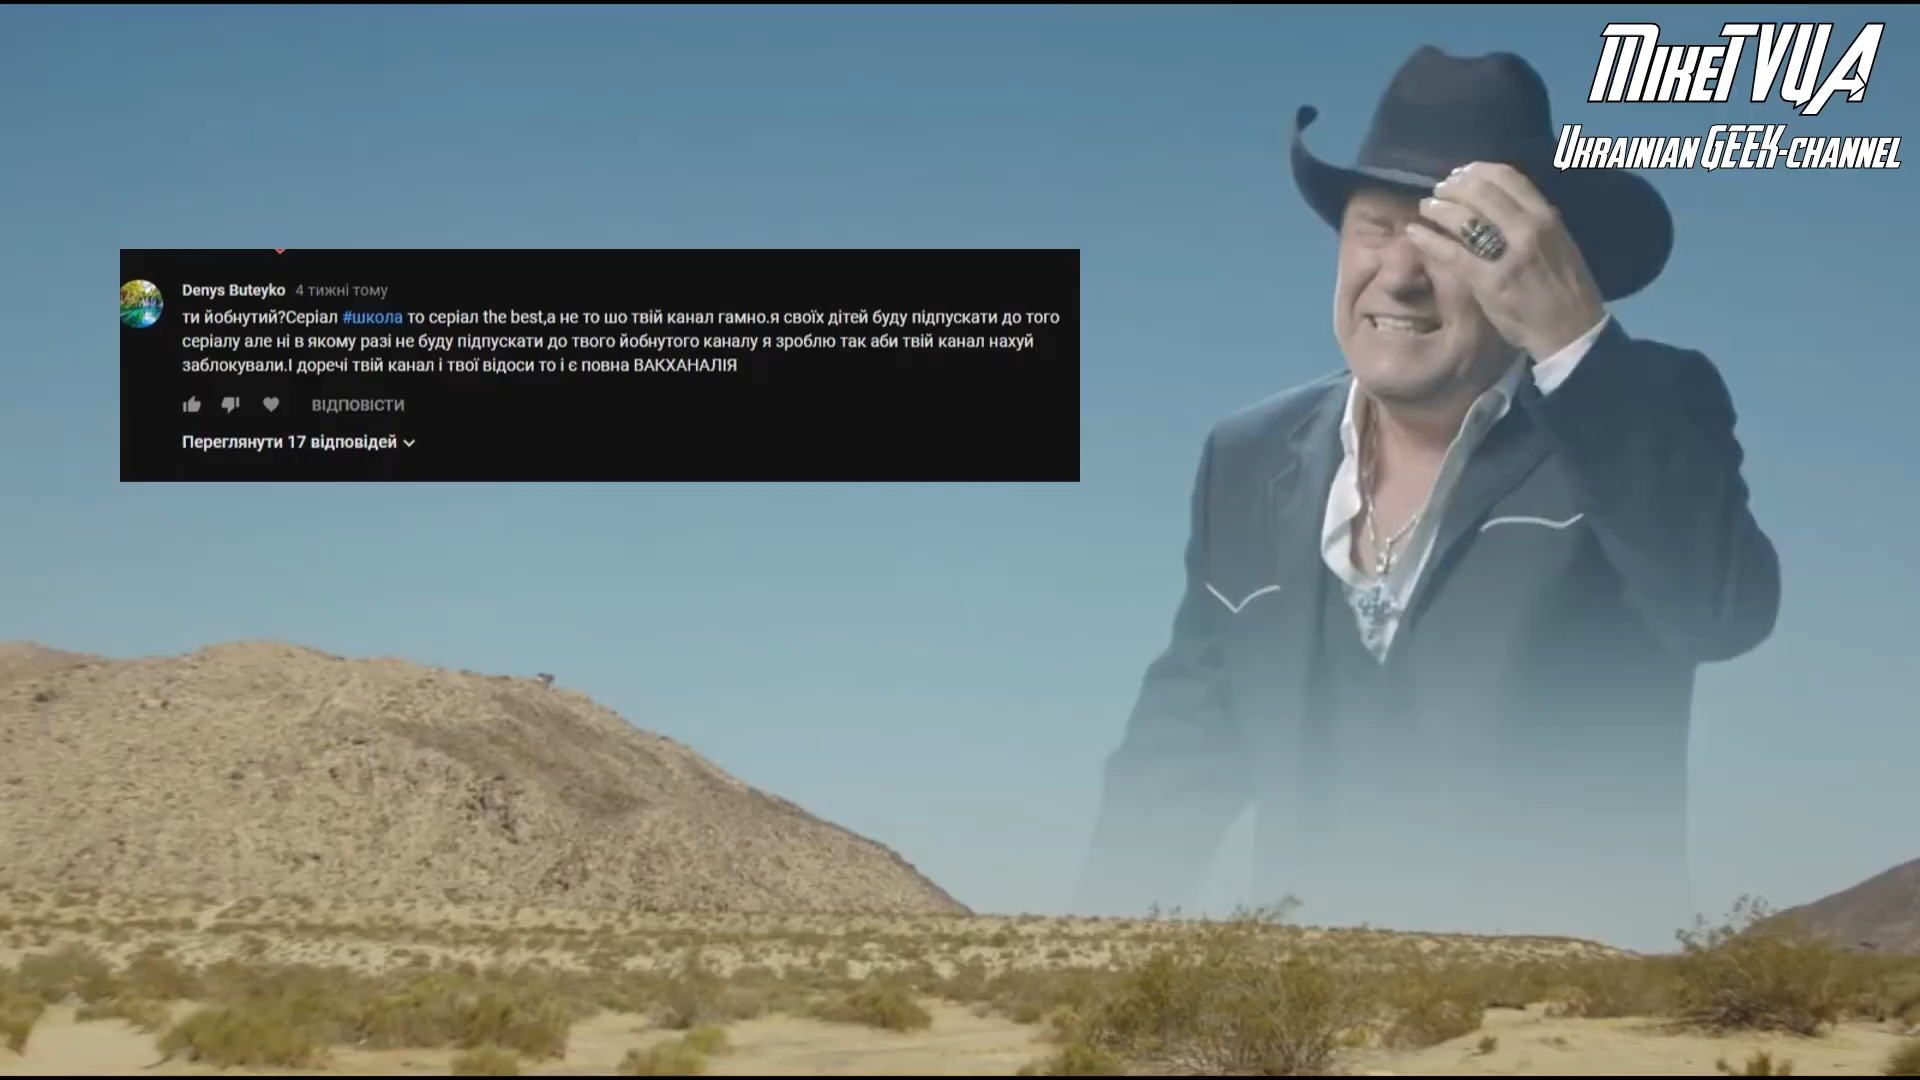 MIKETVUA
UKRAINIAN GEEK-CHANNEL
Denys Buteyko 4 тижні тому
ти йобнутий?Серіал #школа то серіал the best,а не то шо твій канал гамно.я своїх дітей буду підпускати до того
серіалу але ні в якому разі не буду підпускати до твого йобнутого каналу я зроблю так аби твій канал нахуй
заблокували.І доречі твій канал і твої відоси то і є повна ВАКХАНАЛІЯ
ВІДПОВІСТИ
Переглянути 17 відповідей